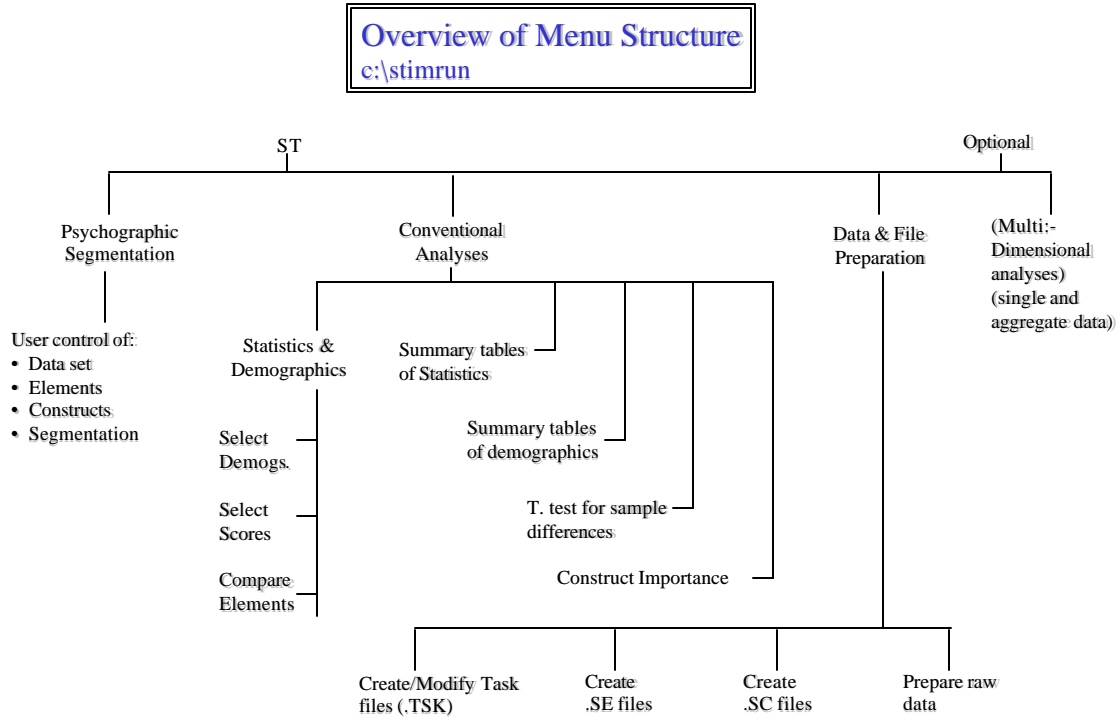 Overview of Menu Structure
c:\stimrun
ST
Optional
Psychographic
Segmentation
Conventional
Analyses
Data & File
Preparation
(Multi:-
Dimensional
analyses)
(single and
aggregate data)
User control of:
• Data set
• Elements
• Constructs
• Segmentation
Statistics &
Demographics
Summary tables
of Statistics
Select
Demogs.
Summary tables
of demographics
Select
Scores
T. test for sample
differences
Compare
Elements
Construct Importance
Create/Modify Task
files (.TSK)
Create
.SE files
Create
.SC files
Prepare raw
data